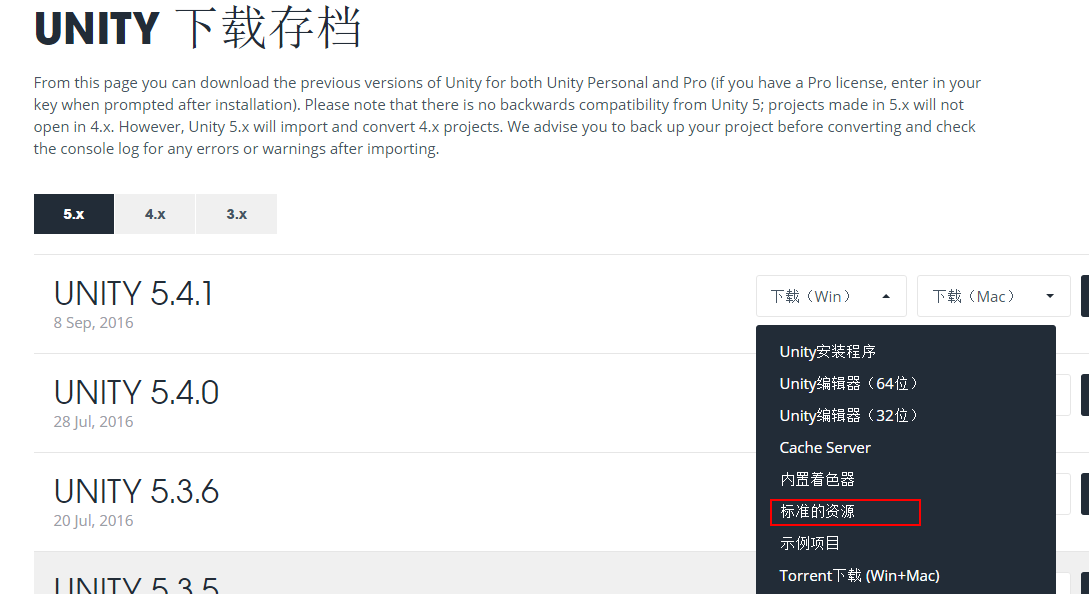 UNITY 下载存档
From this page you can download the previous versions of Unity for both Unity Personal and Pro (if you have a Pro license, enter in your
key when prompted after installation). Please note that there is no backwards compatibility from Unity 5; projects made in 5.x will not
open in 4.x. However, Unity 5.x will import and convert 4.x projects. We advise you to back up your project before converting and check
the console log for any errors or warnings after importing.
5.x 4.x 3.x
UNITY 5.4.1
8 Sep, 2016
下载（Win） 下载（Mac）
Unity安装程序
Unity编辑器（64位）
Unity编辑器（32位）
Cache Server
内置着色器
标准的资源
示例项目
Torrent下载 (Win+Mac)
UNITY 5.4.0
28 Jul, 2016
UNITY 5.3.6
20 Jul, 2016
UNITY 5.3.5